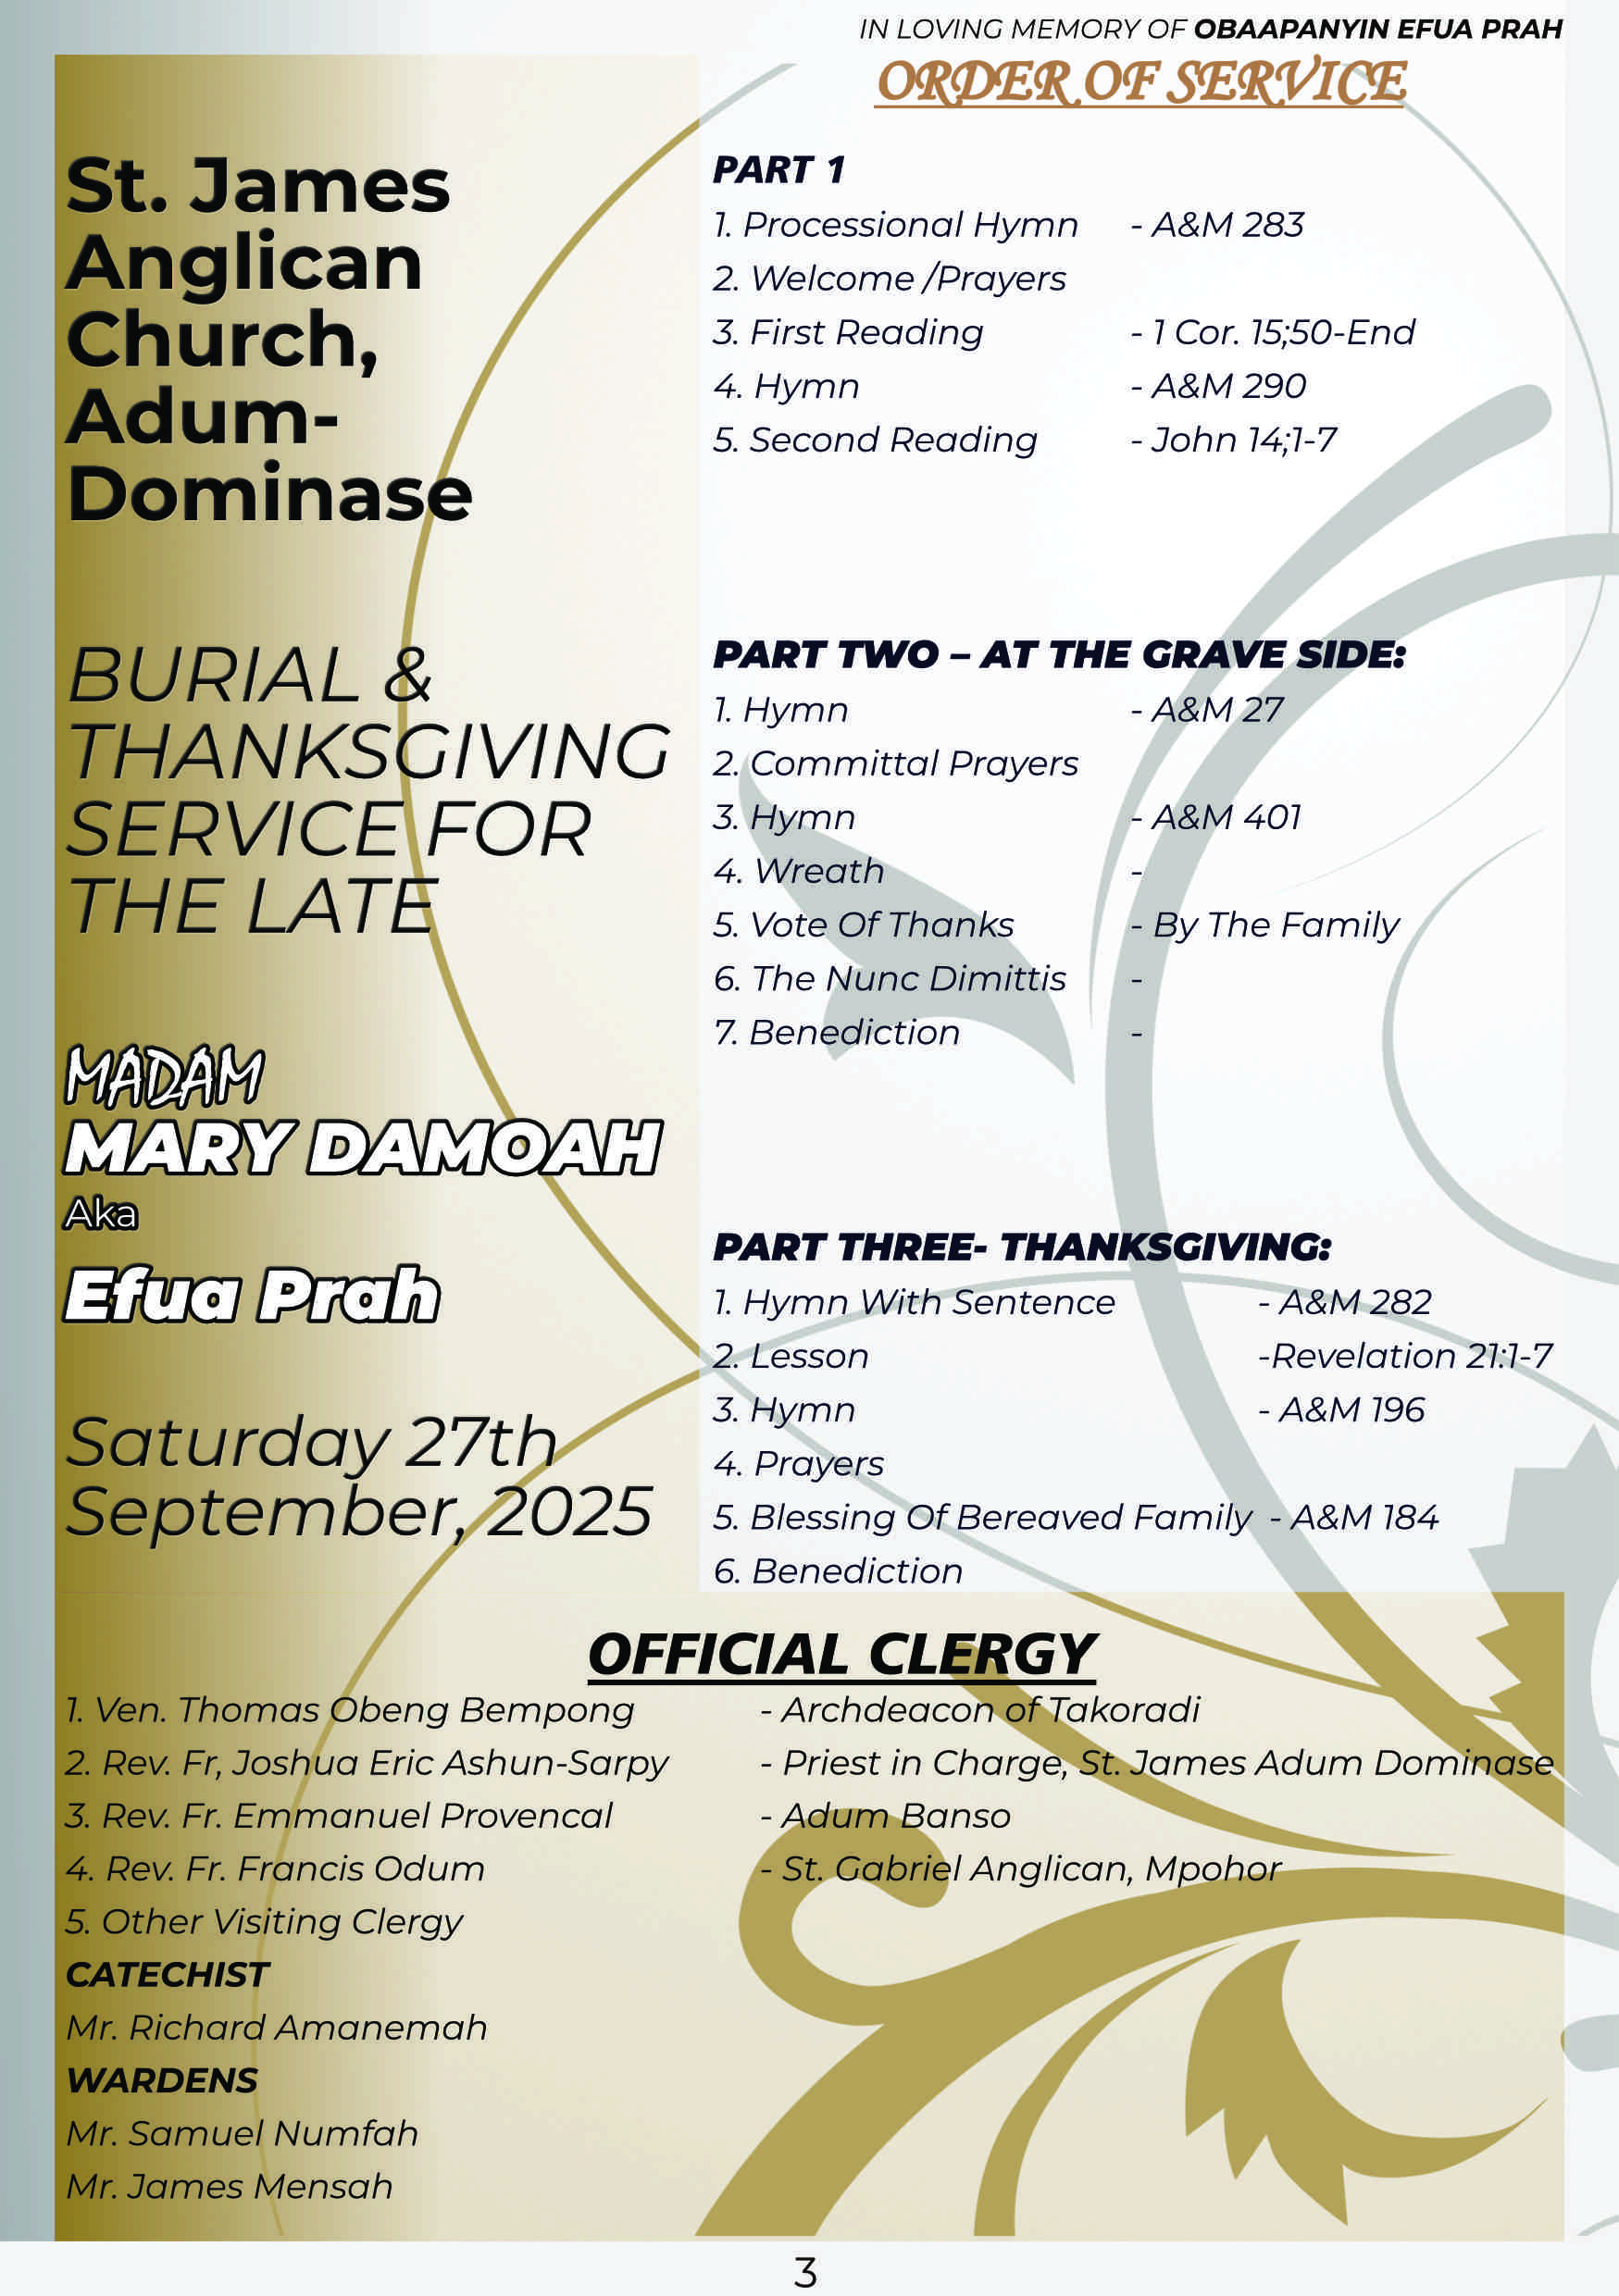 IN LOVING MEMORY OF OBAAPANYIN EFUA PRAH
ORDER OF SERVICE
St. James
Anglican
Church,
Adum-
Dominase
BURIAL &
THANKSGIVING
SERVICE FOR
THE LATE
MADAM
MARY DAMOAH
Aka
Efua Prah
Saturday 27th
September, 2025
PART 1
1. Processional Hymn - A&M 283
2. Welcome /Prayers
3. First Reading - 1 Cor. 15;50-End
4. Hymn - A&M 290
5. Second Reading - John 14;1-7
PART TWO – AT THE GRAVE SIDE:
1. Hymn - A&M 27
2. Committal Prayers
3. Hymn - A&M 401
4. Wreath -
5. Vote Of Thanks - By The Family
6. The Nunc Dimittis -
7. Benediction -
PART THREE- THANKSGIVING:
1. Hymn With Sentence - A&M 282
2. Lesson -Revelation 21:1-7
3. Hymn - A&M 196
4. Prayers
5. Blessing Of Bereaved Family - A&M 184
6. Benediction
OFFICIAL CLERGY
1. Ven. Thomas Obeng Bempong - Archdeacon of Takoradi
2. Rev. Fr, Joshua Eric Ashun-Sarpy - Priest in Charge, St. James Adum Dominase
3. Rev. Fr. Emmanuel Provencal - Adum Banso
4. Rev. Fr. Francis Odum - St. Gabriel Anglican, Mpohor
5. Other Visiting Clergy
CATECHIST
Mr. Richard Amanemah
WARDENS
Mr. Samuel Numfah
Mr. James Mensah
3